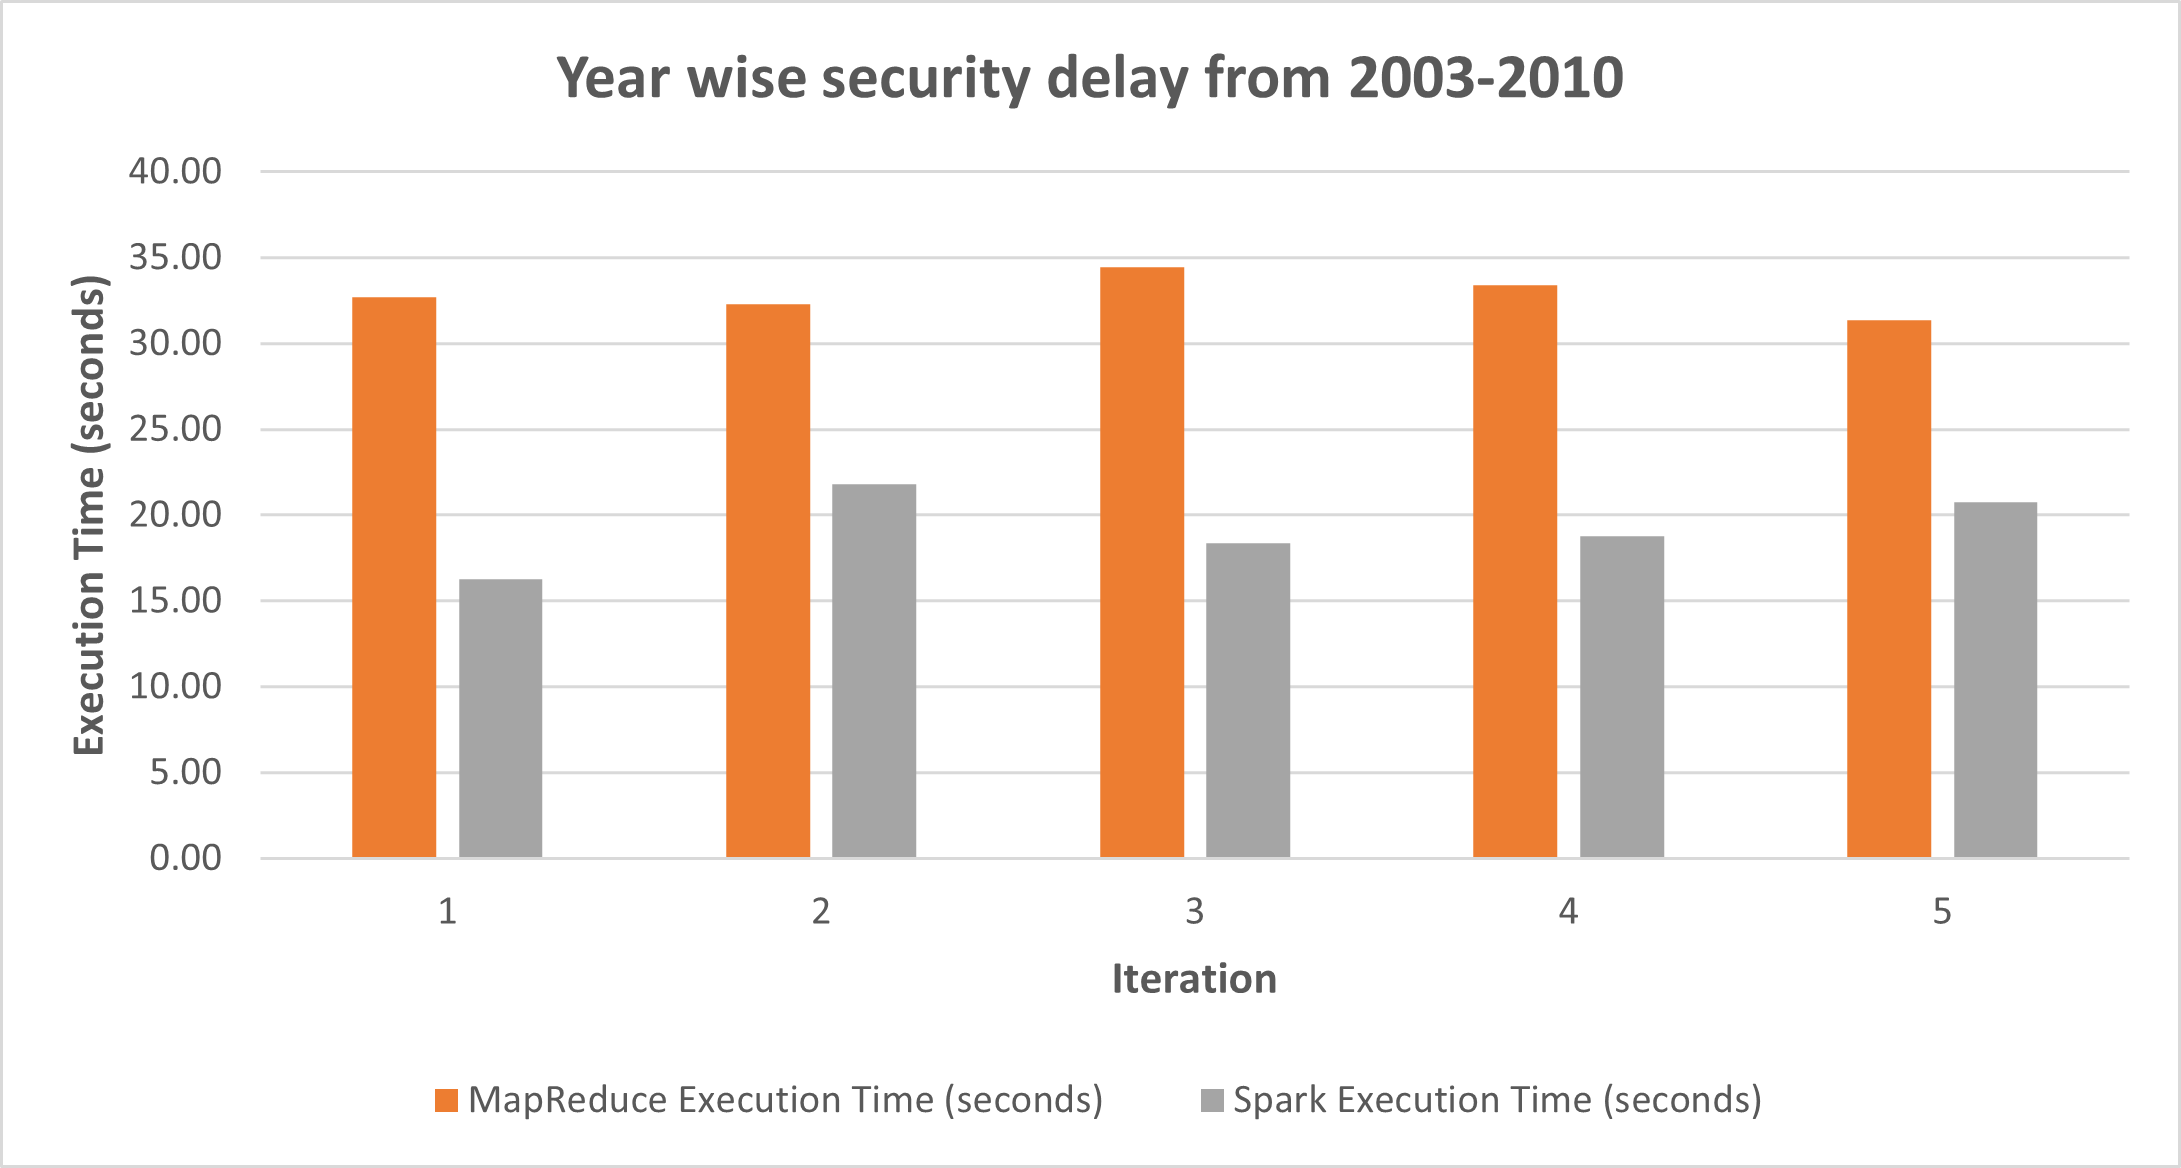 Year wise security delay from 2003-2010
Execution Time (seconds)
40.00
35.00
30.00
25.00
20.00
15.00
10.00
5.00
0.00
1 2 3 4 5
Iteration
MapReduce Execution Time (seconds) Spark Execution Time (seconds)